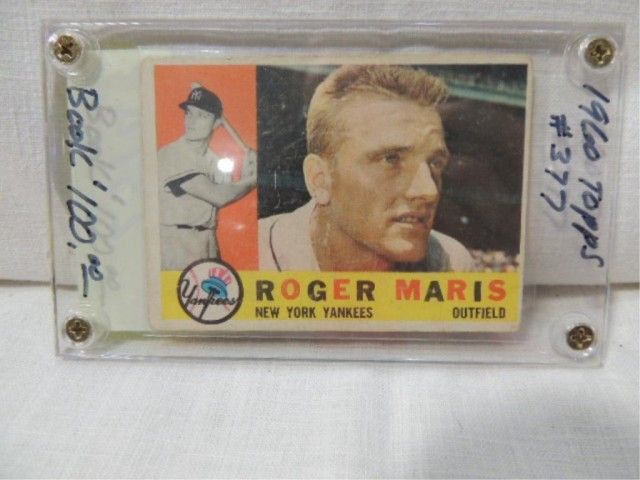 Book $100.00
Yankees
ROGER MARIS
NEW YORK YANKEES OUTFIELD
1960 Topps
#377